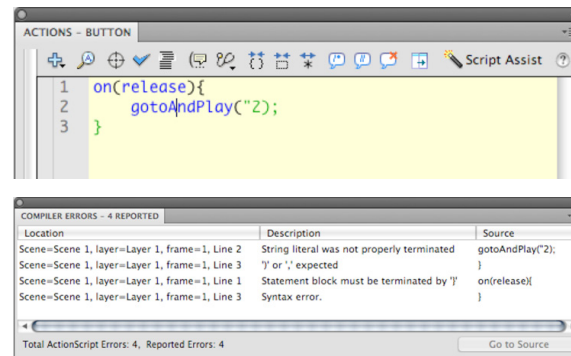 ACTIONS - BUTTON
Script Assist
1 on(release){
2 gotoAndPlay("2);
3 }
COMPILER ERRORS - 4 REPORTED
Location Description Source
Scene=Scene 1, layer=Layer 1, frame=1, Line 2 String literal was not properly terminated gotoAndPlay("2);
Scene=Scene 1, layer=Layer 1, frame=1, Line 3 ')' or ',' expected }
Scene=Scene 1, layer=Layer 1, frame=1, Line 1 Statement block must be terminated by '}' on(release){
Scene=Scene 1, layer=Layer 1, frame=1, Line 3 Syntax error. }
Total ActionScript Errors: 4, Reported Errors: 4 Go to Source